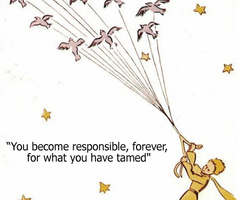 "You become responsible, forever,
for what you have tamed"